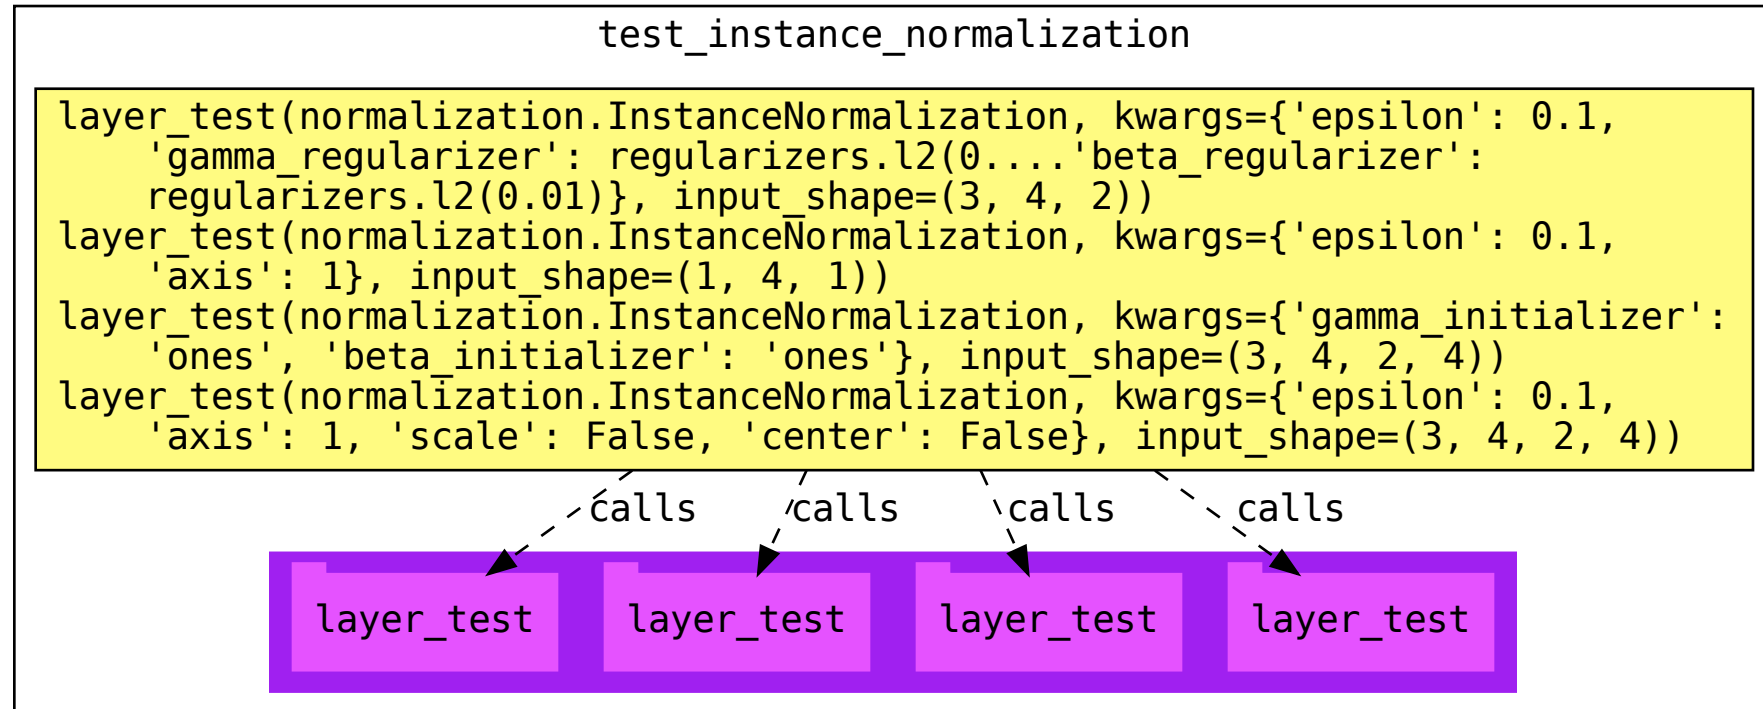 test_instance_normalization
layer_test(normalization.InstanceNormalization, kwargs={'epsilon': 0.1,
    'gamma_regularizer': regularizers.l2(0....'beta_regularizer':
    regularizers.l2(0.01)}, input_shape=(3, 4, 2))
layer_test(normalization.InstanceNormalization, kwargs={'epsilon': 0.1,
    'axis': 1}, input_shape=(1, 4, 1))
layer_test(normalization.InstanceNormalization, kwargs={'gamma_initializer':
    'ones', 'beta_initializer': 'ones'}, input_shape=(3, 4, 2, 4))
layer_test(normalization.InstanceNormalization, kwargs={'epsilon': 0.1,
    'axis': 1, 'scale': False, 'center': False}, input_shape=(3, 4, 2, 4))
calls calls calls calls
layer_test layer_test layer_test layer_test